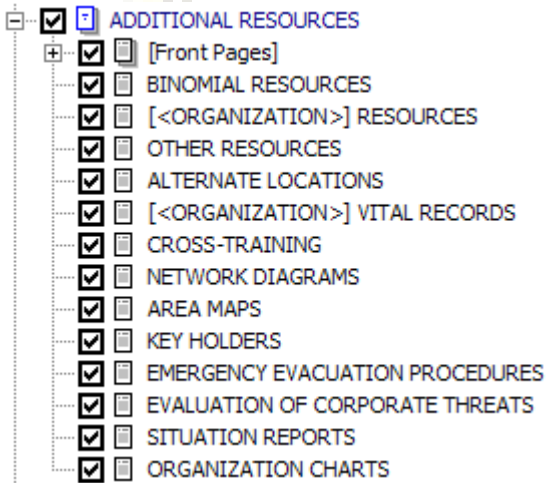 ADDITIONAL RESOURCES
[Front Pages]
BINOMIAL RESOURCES
[<ORGANIZATION>] RESOURCES
OTHER RESOURCES
ALTERNATE LOCATIONS
[<ORGANIZATION>] VITAL RECORDS
CROSS-TRAINING
NETWORK DIAGRAMS
AREA MAPS
KEY HOLDERS
EMERGENCY EVACUATION PROCEDURES
EVALUATION OF CORPORATE THREATS
SITUATION REPORTS
ORGANIZATION CHARTS